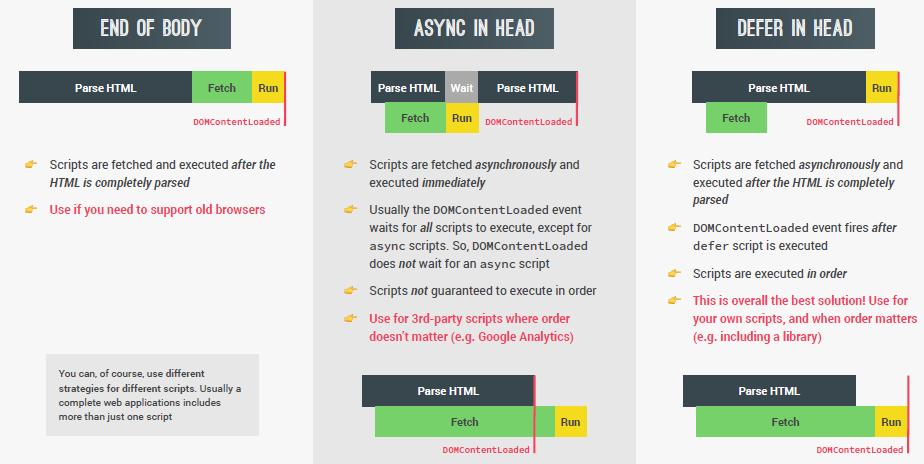 END OF BODY
Parse HTML
Fetch
Run
DOMContentLoaded
Scripts are fetched and executed after the
HTML is completely parsed
Use if you need to support old browsers
You can, of course, use different
strategies for different scripts. Usually a
complete web applications includes
more than just one script
ASYNC IN HEAD
Parse HTML
Wait
Parse HTML
Fetch
Run
DOMContentLoaded
Scripts are fetched asynchronously and
executed immediately
Usually the DOMContentLoaded event
waits for all scripts to execute, except for
async scripts. So, DOMContentLoaded
does not wait for an async script
Scripts not guaranteed to execute in order
Use for 3rd-party scripts where order
doesn't matter (e.g. Google Analytics)
Parse HTML
Fetch
Run
DOMContentLoaded
DEFER IN HEAD
Parse HTML
Run
Fetch
DOMContentLoaded
Scripts are fetched asynchronously and
executed after the HTML is completely
parsed
DOMContentLoaded event fires after
defer script is executed
Scripts are executed in order
This is overall the best solution! Use for
your own scripts, and when order matters
(e.g. including a library)
Parse HTML
Fetch
Run
DOMContentLoaded